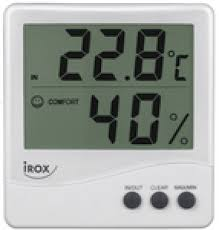 22.8°C
IN
COMFORT
40%
iROX
IN/OUT CLEAR MAX/MIN